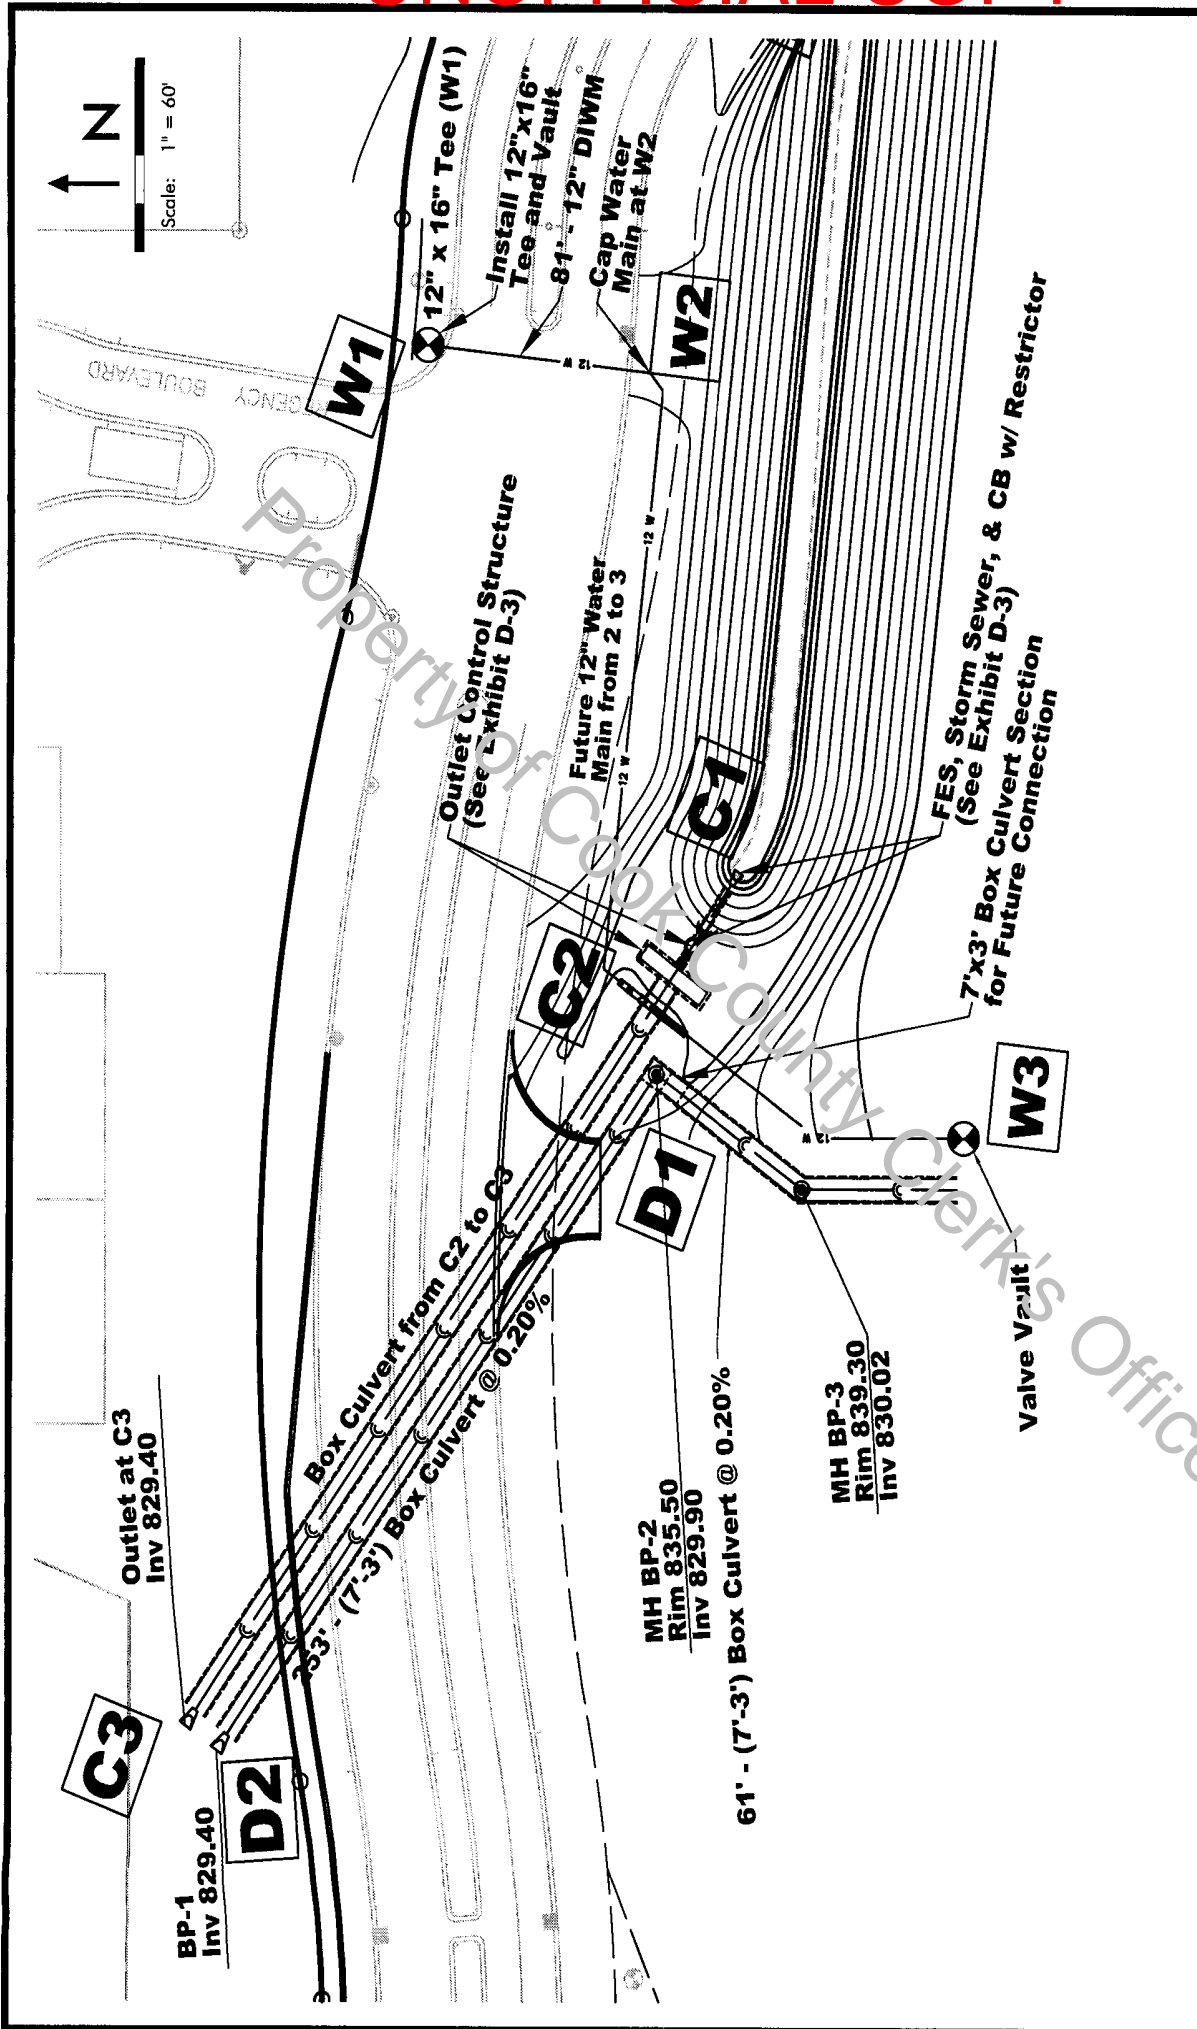 N
Scale: 1" = 60'
12" x 16" Tee (W1)
Install 12"x16"
Tee and Vault
81' - 12" DIWM
Cap Water
Main at W2
W1
W2
BOULEVARD
12 W
Outlet Control Structure
(See Exhibit D-3)
Future 12" Water
Main from 2 to 3
12 W
12 W
C1
C2
FES, Storm Sewer, & CB w/ Restrictor
(See Exhibit D-3)
7'x3' Box Culvert Section
for Future Connection
W3
12 W
D1
Valve Vault
Box Culvert from C2 to C3
(7'-3') Box Culvert @ 0.20%
Outlet at C3
Inv 829.40
MH BP-2
Rim 835.50
Inv 829.90
61' - (7'-3') Box Culvert @ 0.20%
MH BP-3
Rim 839.30
Inv 830.02
C3
D2
BP-1
Inv 829.40
Property of Cook County Clerk's Office